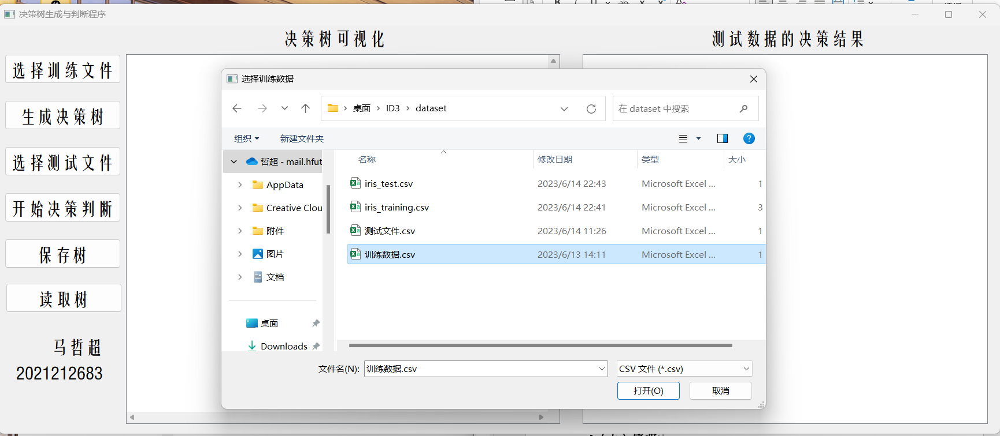 决策树生成与判断程序
决策树可视化
测试数据的决策结果
选择训练文件
生成决策树
选择测试文件
开始决策判断
保存树
读取树
马哲超
2021212683
选择训练数据
桌面 › ID3 › dataset
在 dataset 中搜索
组织
新建文件夹
名称 修改日期 类型 大小
哲超 - mail.hfut
AppData
Creative Clou
附件
图片
文档
桌面
Downloads
iris_test.csv 2023/6/14 22:43 Microsoft Excel ... 1
iris_training.csv 2023/6/14 22:41 Microsoft Excel ... 3
测试文件.csv 2023/6/14 11:26 Microsoft Excel ... 1
训练数据.csv 2023/6/13 14:11 Microsoft Excel ... 1
文件名(N): 训练数据.csv
CSV 文件 (*.csv)
打开(O)
取消